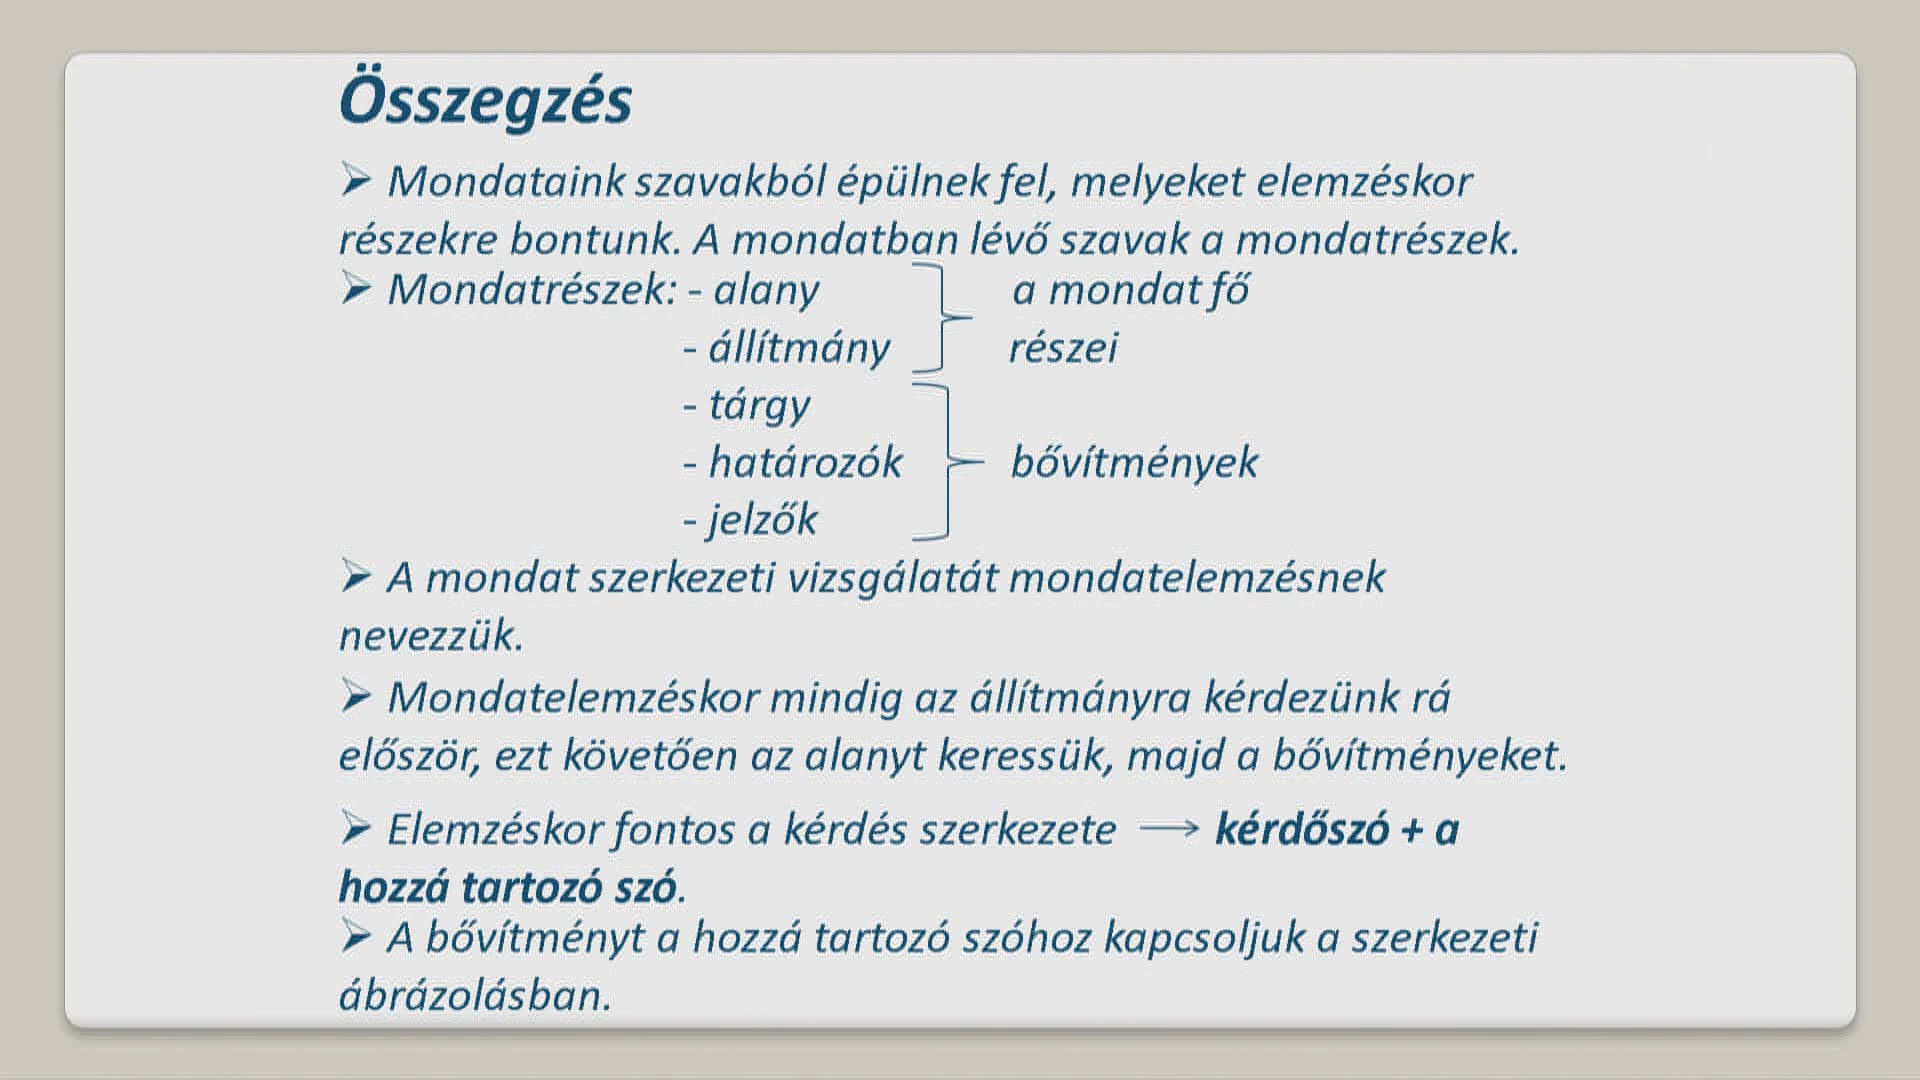 Összegzés
➢ Mondataink szavakból épülnek fel, melyeket elemzéskor
részekre bontunk. A mondatban lévő szavak a mondatrészek.
➢ Mondatrészek: - alany a mondat fő
- állítmány részei
- tárgy
- határozók bővítmények
- jelzők
➢ A mondat szerkezeti vizsgálatát mondatelemzésnek
nevezzük.
➢ Mondatelemzéskor mindig az állítmányra kérdezünk rá
először, ezt követően az alanyt keressük, majd a bővítményeket.
➢ Elemzéskor fontos a kérdés szerkezete → kérdőszó + a
hozzá tartozó szó.
➢ A bővítményt a hozzá tartozó szóhoz kapcsoljuk a szerkezeti
ábrázolásban.